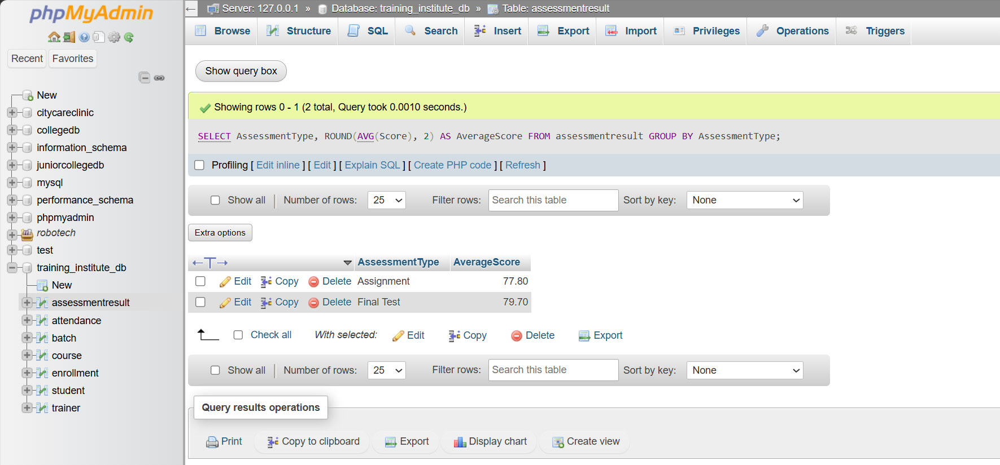 phpMyAdmin
Recent Favorites
New
citycareclinic
collegedb
information_schema
juniorcollegedb
mysql
performance_schema
phpmyadmin
robotech
test
training_institute_db
New
assessmentresult
attendance
batch
course
enrollment
student
trainer
Server: 127.0.0.1 » Database: training_institute_db » Table: assessmentresult
Browse Structure SQL Search Insert Export Import Privileges Operations Triggers
Show query box
Showing rows 0 - 1 (2 total, Query took 0.0010 seconds.)
SELECT AssessmentType, ROUND(AVG(Score), 2) AS AverageScore FROM assessmentresult GROUP BY AssessmentType;
Profiling [ Edit inline ] [ Edit ] [ Explain SQL ] [ Create PHP code ] [ Refresh ]
Show all | Number of rows: 25 Filter rows: Search this table Sort by key: None
Extra options
←T→ AssessmentType AverageScore
Edit Copy Delete Assignment 77.80
Edit Copy Delete Final Test 79.70
Check all With selected: Edit Copy Delete Export
Show all | Number of rows: 25 Filter rows: Search this table Sort by key: None
Query results operations
Print Copy to clipboard Export Display chart Create view